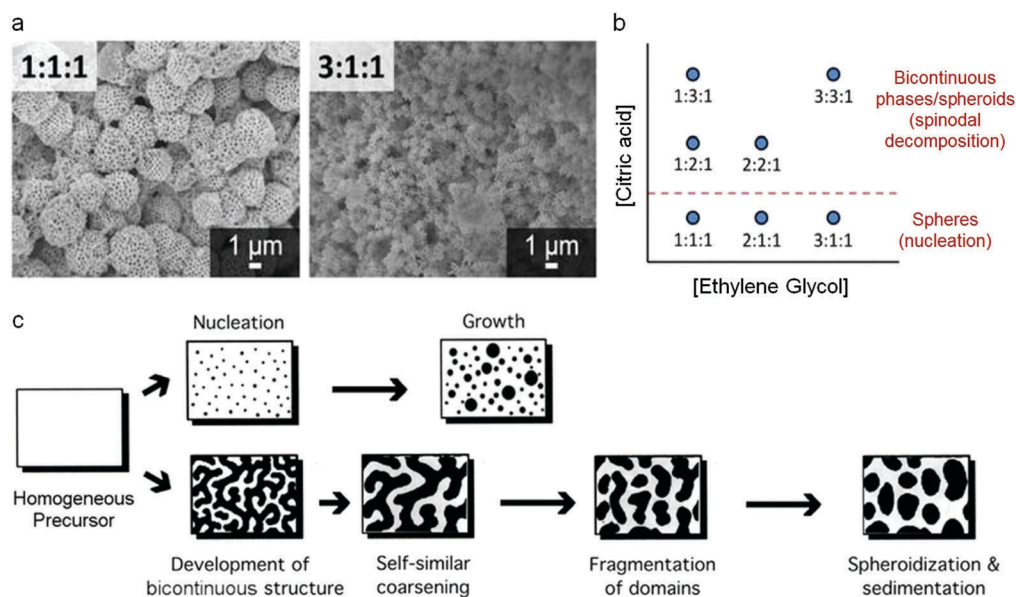 a
1:1:1
1 µm
3:1:1
1 µm
b
[Citric acid]
1:3:1
3:3:1
1:2:1
2:2:1
1:1:1
2:1:1
3:1:1
[Ethylene Glycol]
Bicontinuous
phases/spheroids
(spinodal
decomposition)
Spheres
(nucleation)
c
Nucleation
Growth
Homogeneous
Precursor
Development of
bicontinuous structure
Self-similar
coarsening
Fragmentation
of domains
Spheroidization &
sedimentation